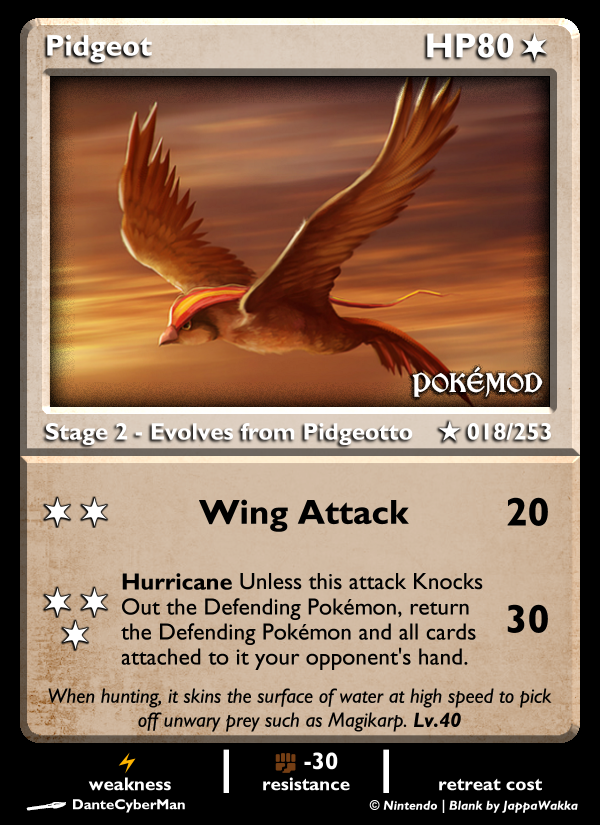 Pidgeot HP80
POKÉMOD
Stage 2 - Evolves from Pidgeotto ★ 018/253
Wing Attack 20
Hurricane Unless this attack Knocks
Out the Defending Pokémon, return
the Defending Pokémon and all cards
attached to it your opponent's hand.
30
When hunting, it skins the surface of water at high speed to pick
off unwary prey such as Magikarp. Lv.40
-30
weakness resistance retreat cost
DanteCyberMan © Nintendo | Blank by JappaWakka